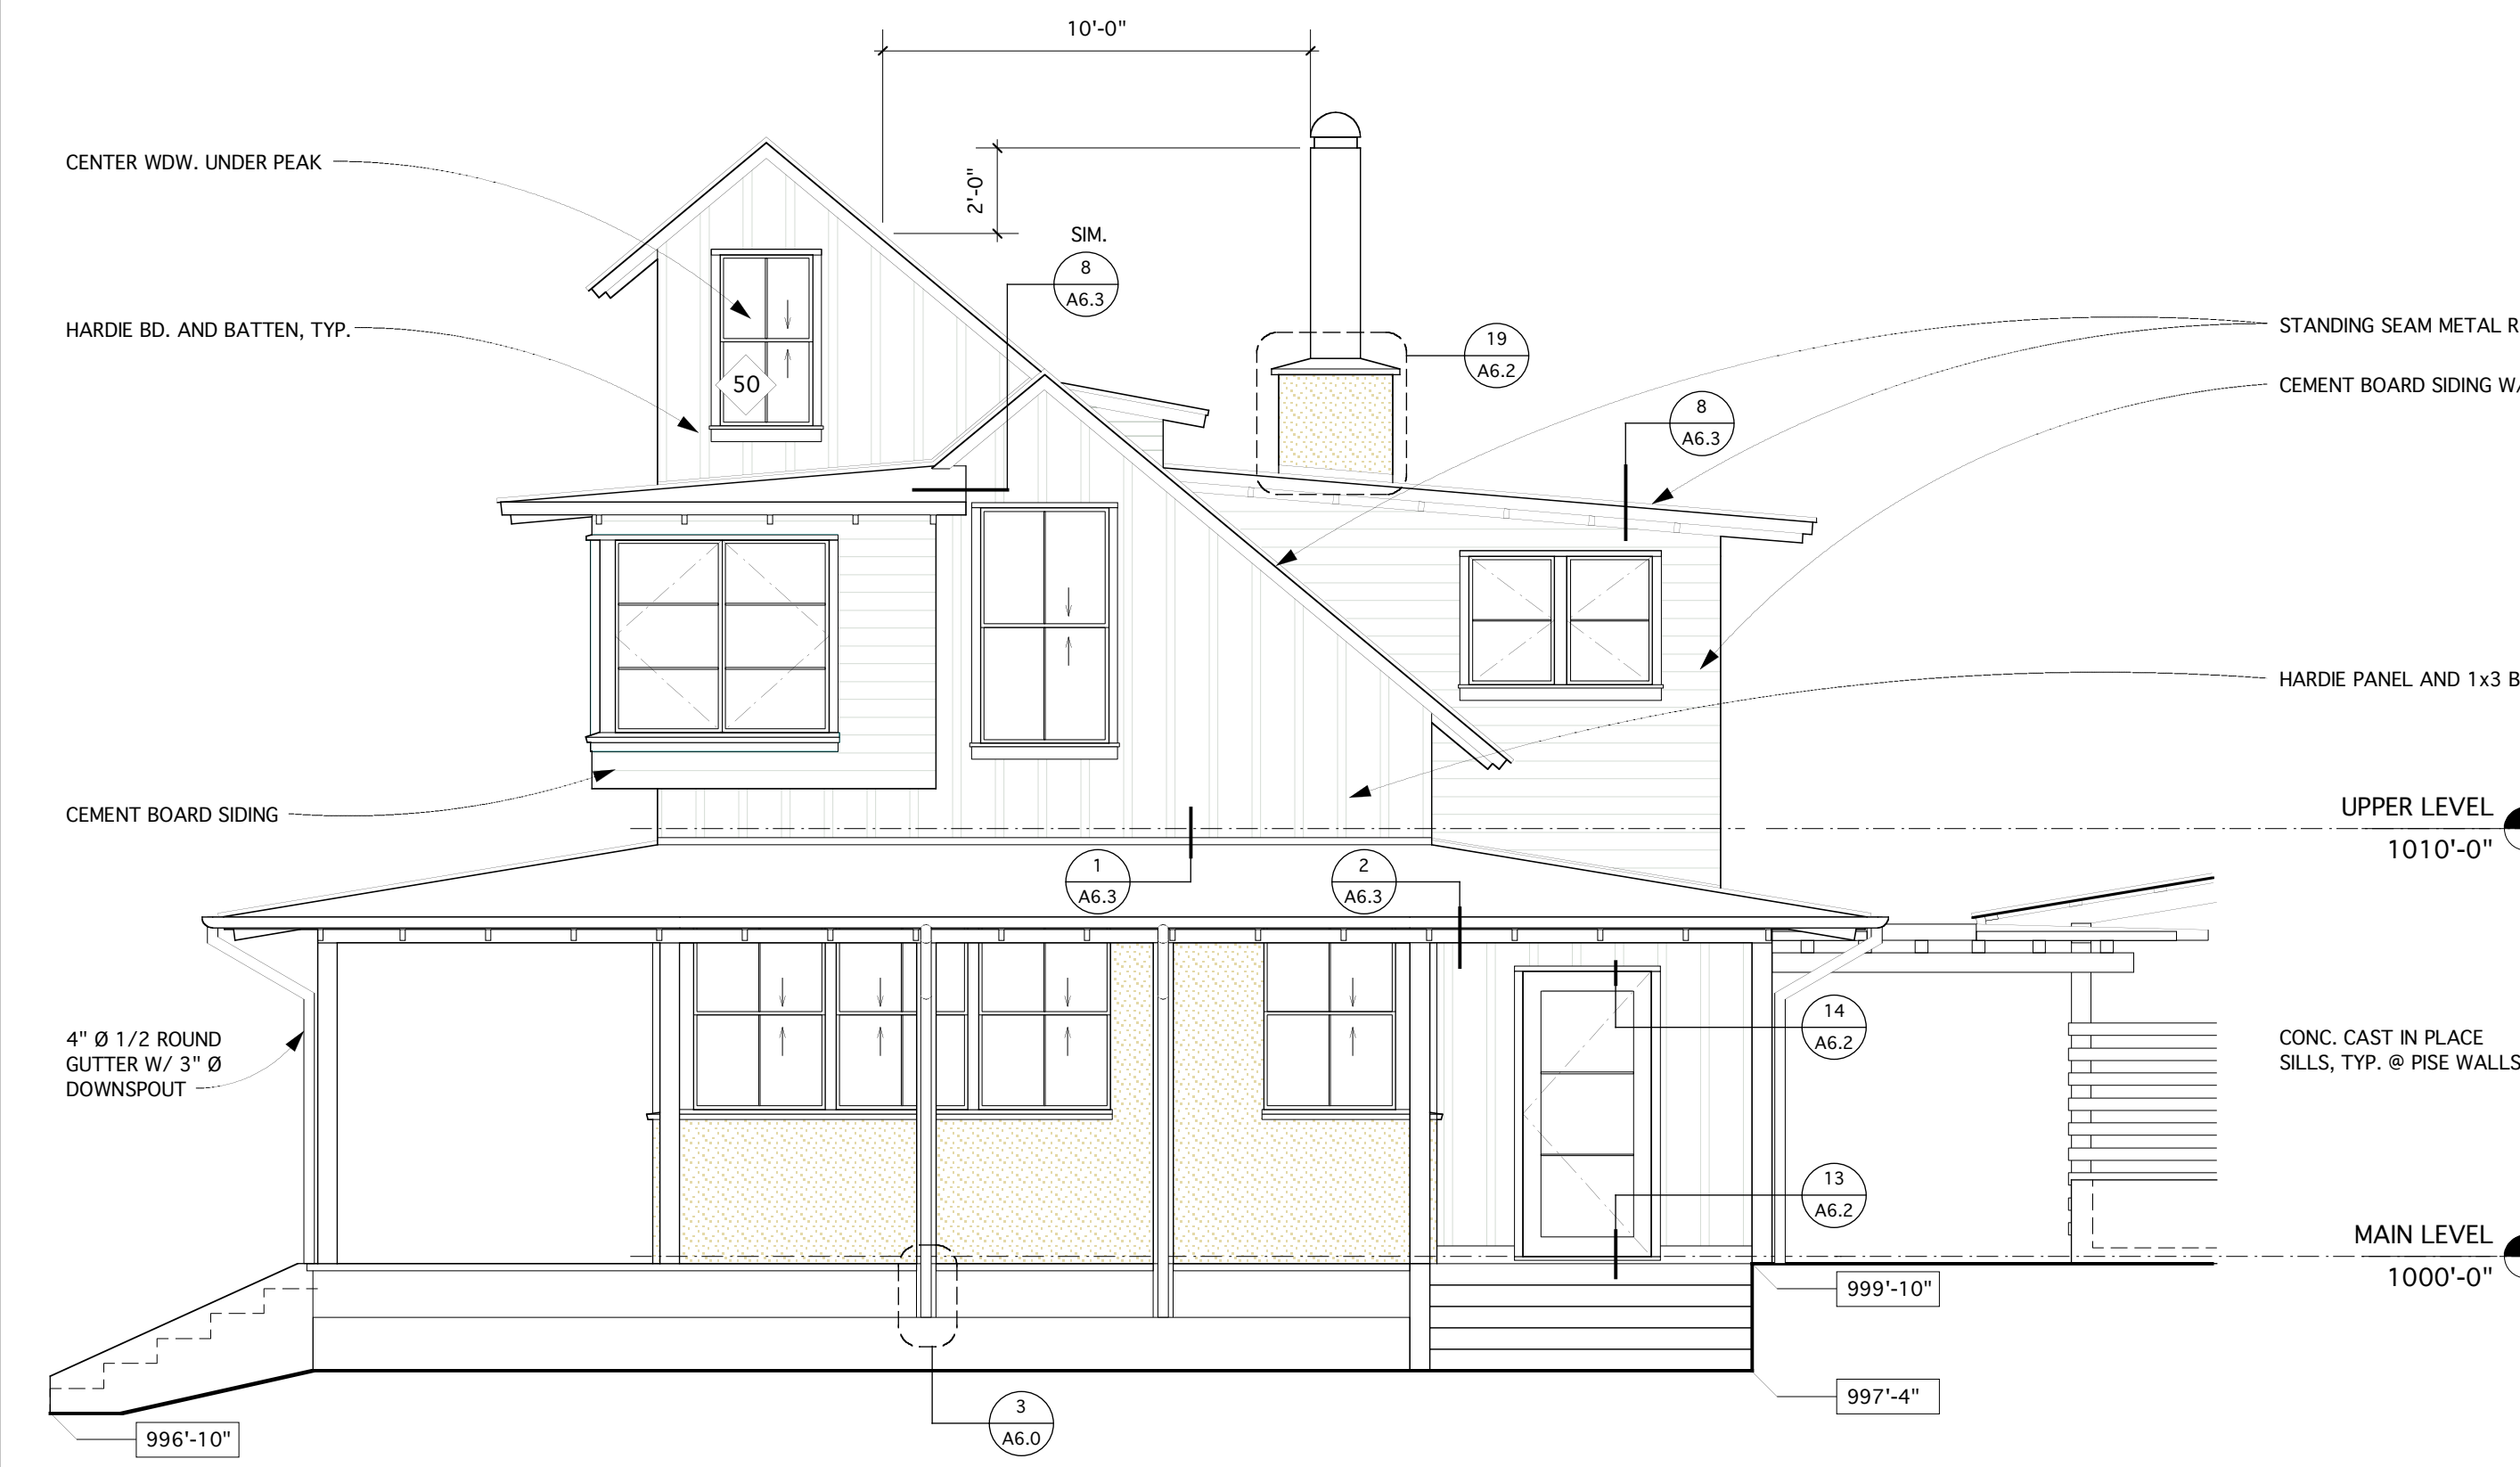 10'-0"
CENTER WDW. UNDER PEAK
2'-0"
SIM.
8
A6.3
HARDIE BD. AND BATTEN, TYP.
19
A6.2
STANDING SEAM METAL R
50
CEMENT BOARD SIDING W/
8
A6.3
HARDIE PANEL AND 1x3 B
CEMENT BOARD SIDING
UPPER LEVEL
1010'-0"
1
A6.3
2
A6.3
4" Ø 1/2 ROUND
GUTTER W/ 3" Ø
DOWNSPOUT
14
A6.2
CONC. CAST IN PLACE
SILLS, TYP. @ PISE WALLS
13
A6.2
MAIN LEVEL
1000'-0"
999'-10"
997'-4"
3
A6.0
996'-10"